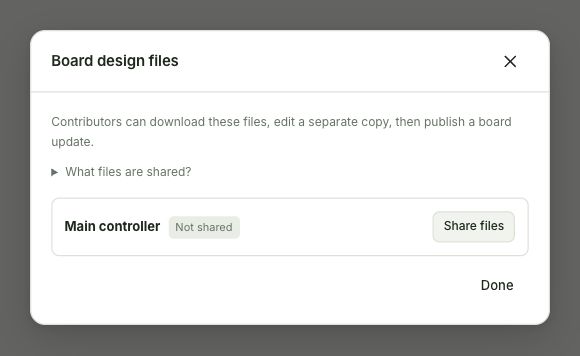 Board design files
Contributors can download these files, edit a separate copy, then publish a board
update.
What files are shared?
Main controller Not shared Share files
Done